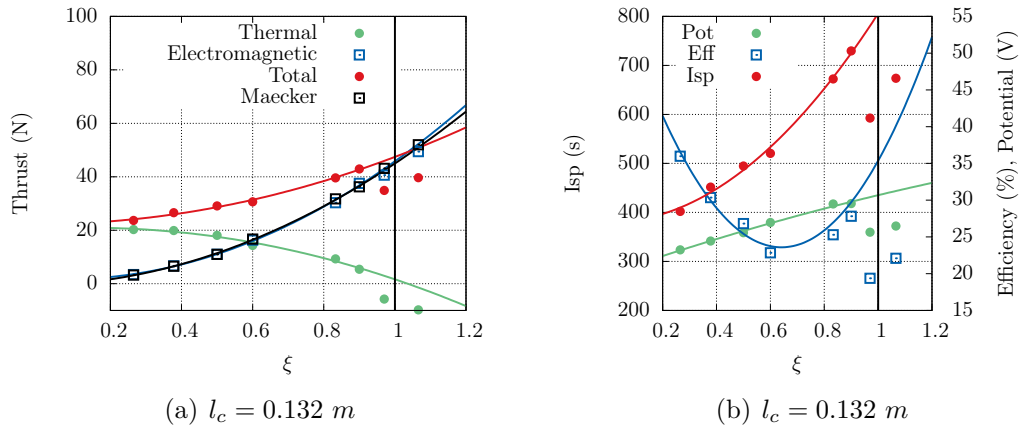 100
80
60
40
20
0
Thrust (N)
0.2 0.4 0.6 0.8 1 1.2
ξ
Thermal
Electromagnetic
Total
Maecker
(a) l_c = 0.132 m
800
700
600
500
400
300
200
Isp (s)
0.2 0.4 0.6 0.8 1 1.2
ξ
Pot
Eff
Isp
55
50
45
40
35
30
25
20
15
Efficiency (%), Potential (V)
(b) l_c = 0.132 m